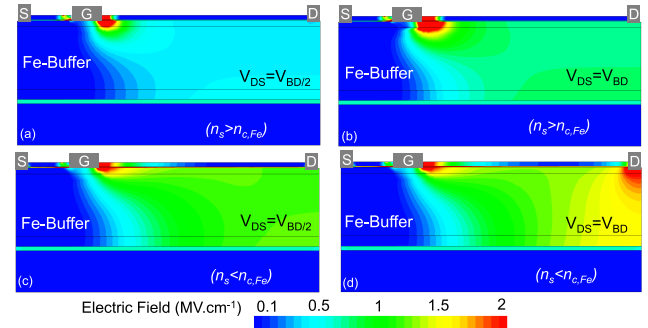 S G D
Fe-Buffer
V_DS=V_BD/2
(a) (n_s>n_c,Fe)
S G D
Fe-Buffer
V_DS=V_BD
(b) (n_s>n_c,Fe)
S G D
Fe-Buffer
V_DS=V_BD/2
(c) (n_s<n_c,Fe)
S G D
Fe-Buffer
V_DS=V_BD
(d) (n_s<n_c,Fe)
Electric Field (MV.cm⁻¹) 0.1 0.5 1 1.5 2